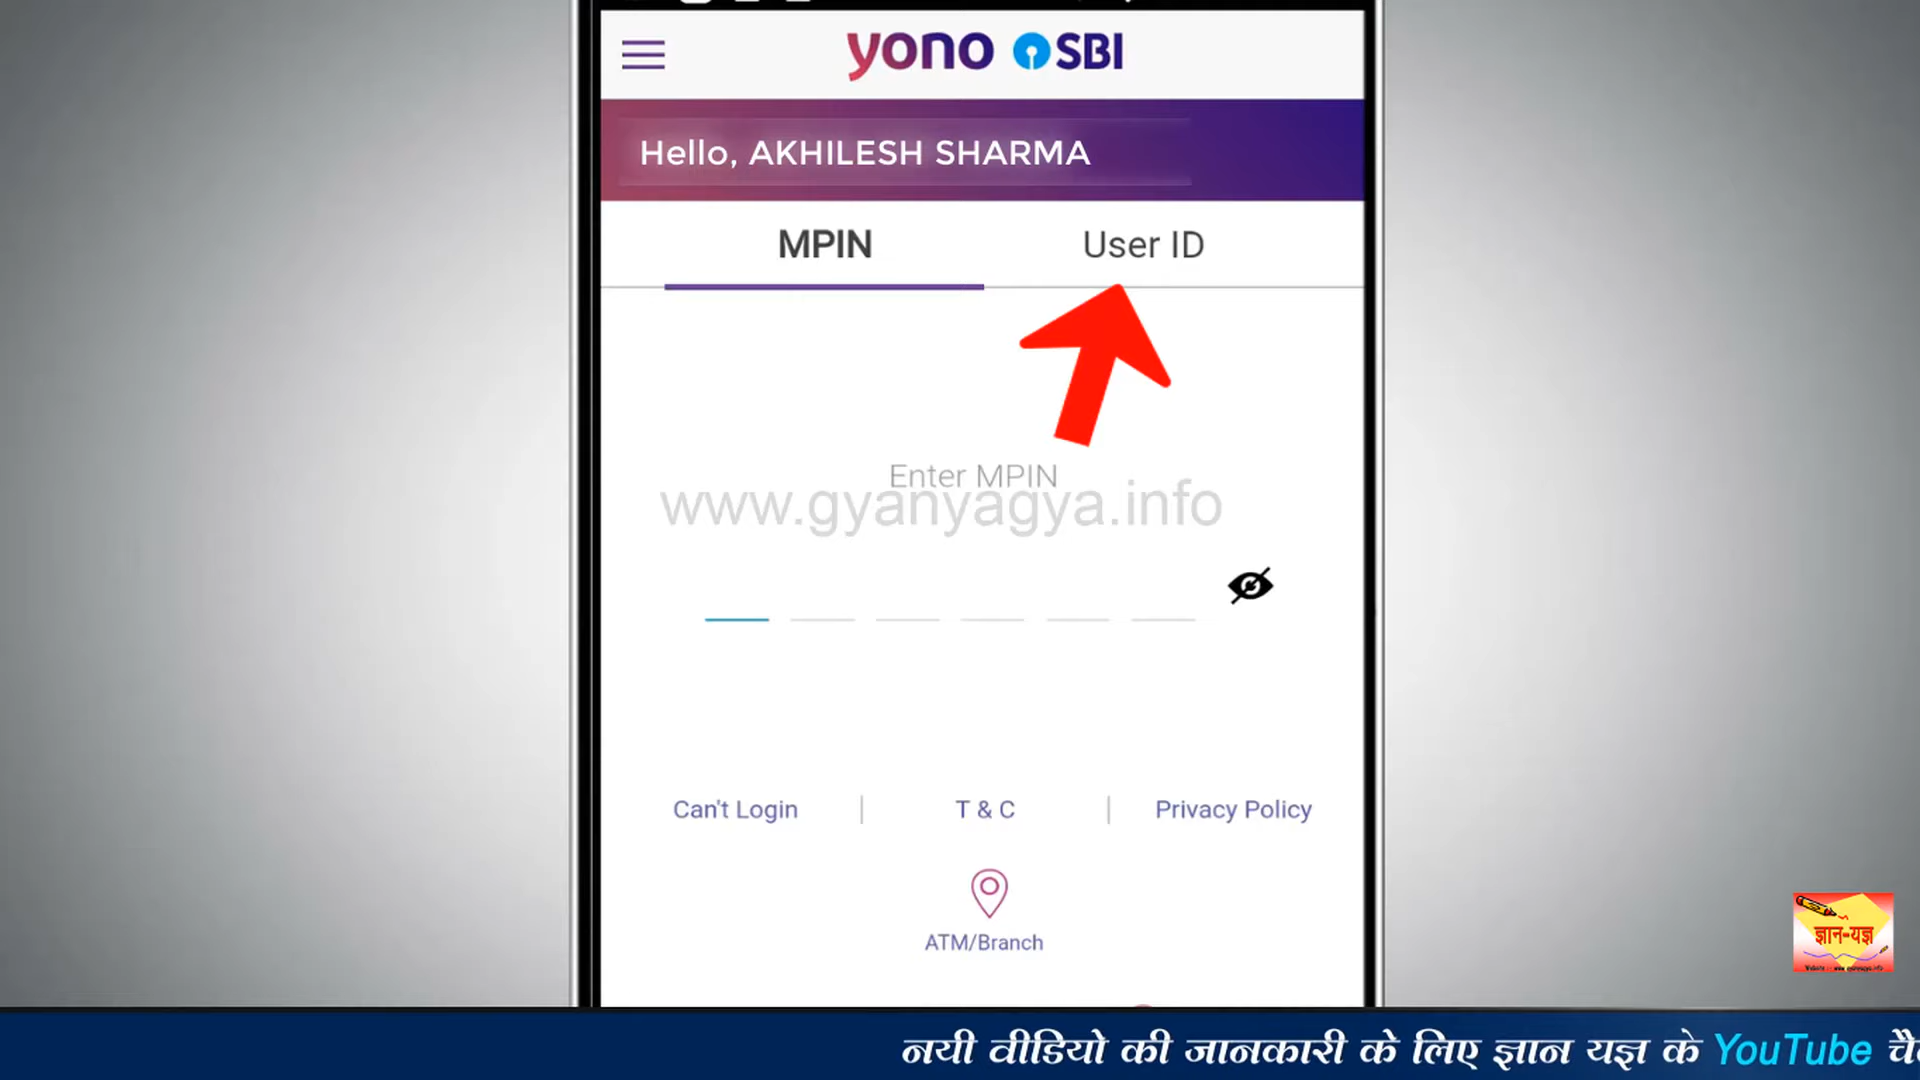 yono SBI
Hello, AKHILESH SHARMA
MPIN
User ID
Enter MPIN
www.gyanyagya.info
Can't Login | T & C | Privacy Policy
ATM/Branch
ज्ञान-यज्ञ
नयी वीडियो की जानकारी के लिए ज्ञान यज्ञ के YouTube